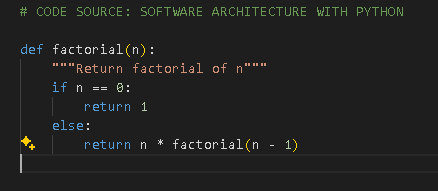 # CODE SOURCE: SOFTWARE ARCHITECTURE WITH PYTHON
def factorial(n):
    """Return factorial of n"""
    if n == 0:
        return 1
    else:
        return n * factorial(n - 1)